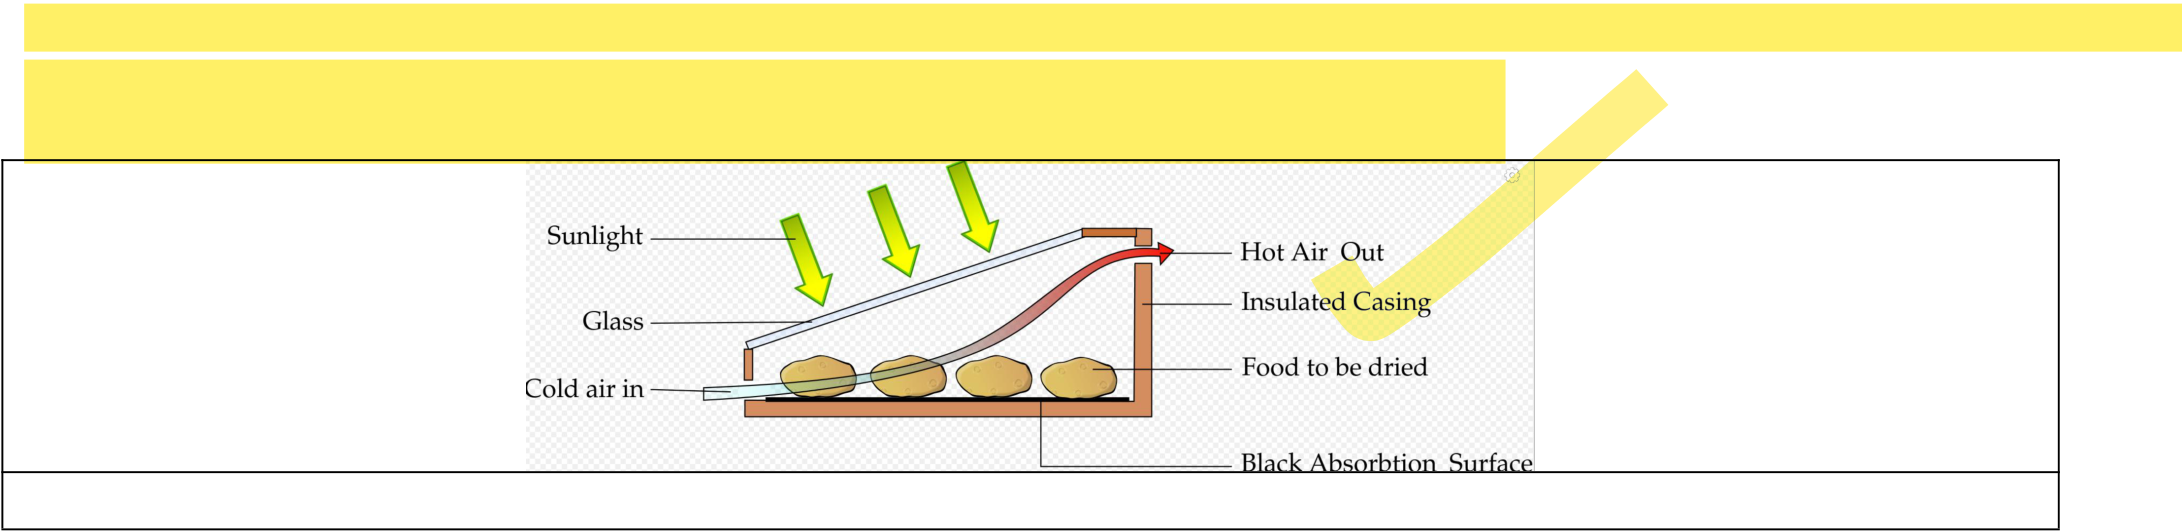 Sunlight
Hot Air Out
Insulated Casing
Glass
Food to be dried
Cold air in
Black Absorbtion Surface